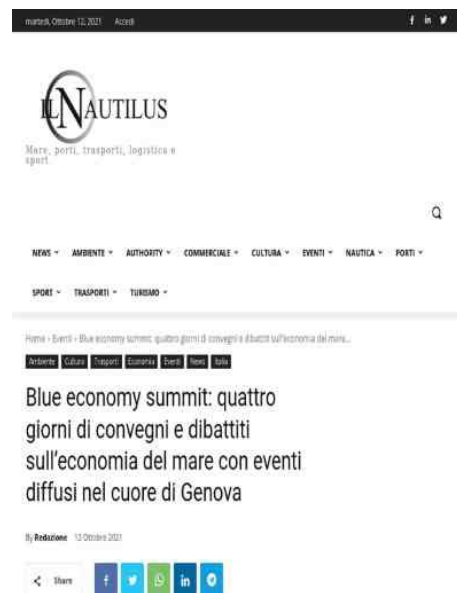 martedì, Ottobre 12, 2021 Accedi
IL NAUTILUS
Mare, porti, trasporti, logistica e
sport
NEWS AMBIENTE AUTHORITY COMMERCIALE CULTURA EVENTI NAUTICA PORTI
SPORT TRASPORTI TURISMO
Home › Eventi › Blue economy summit: quattro giorni di convegni e dibattiti sull'economia del mare...
Ambiente Cultura Trasporti Economia Eventi News Italia
Blue economy summit: quattro
giorni di convegni e dibattiti
sull'economia del mare con eventi
diffusi nel cuore di Genova
By Redazione 12 Ottobre 2021
Share